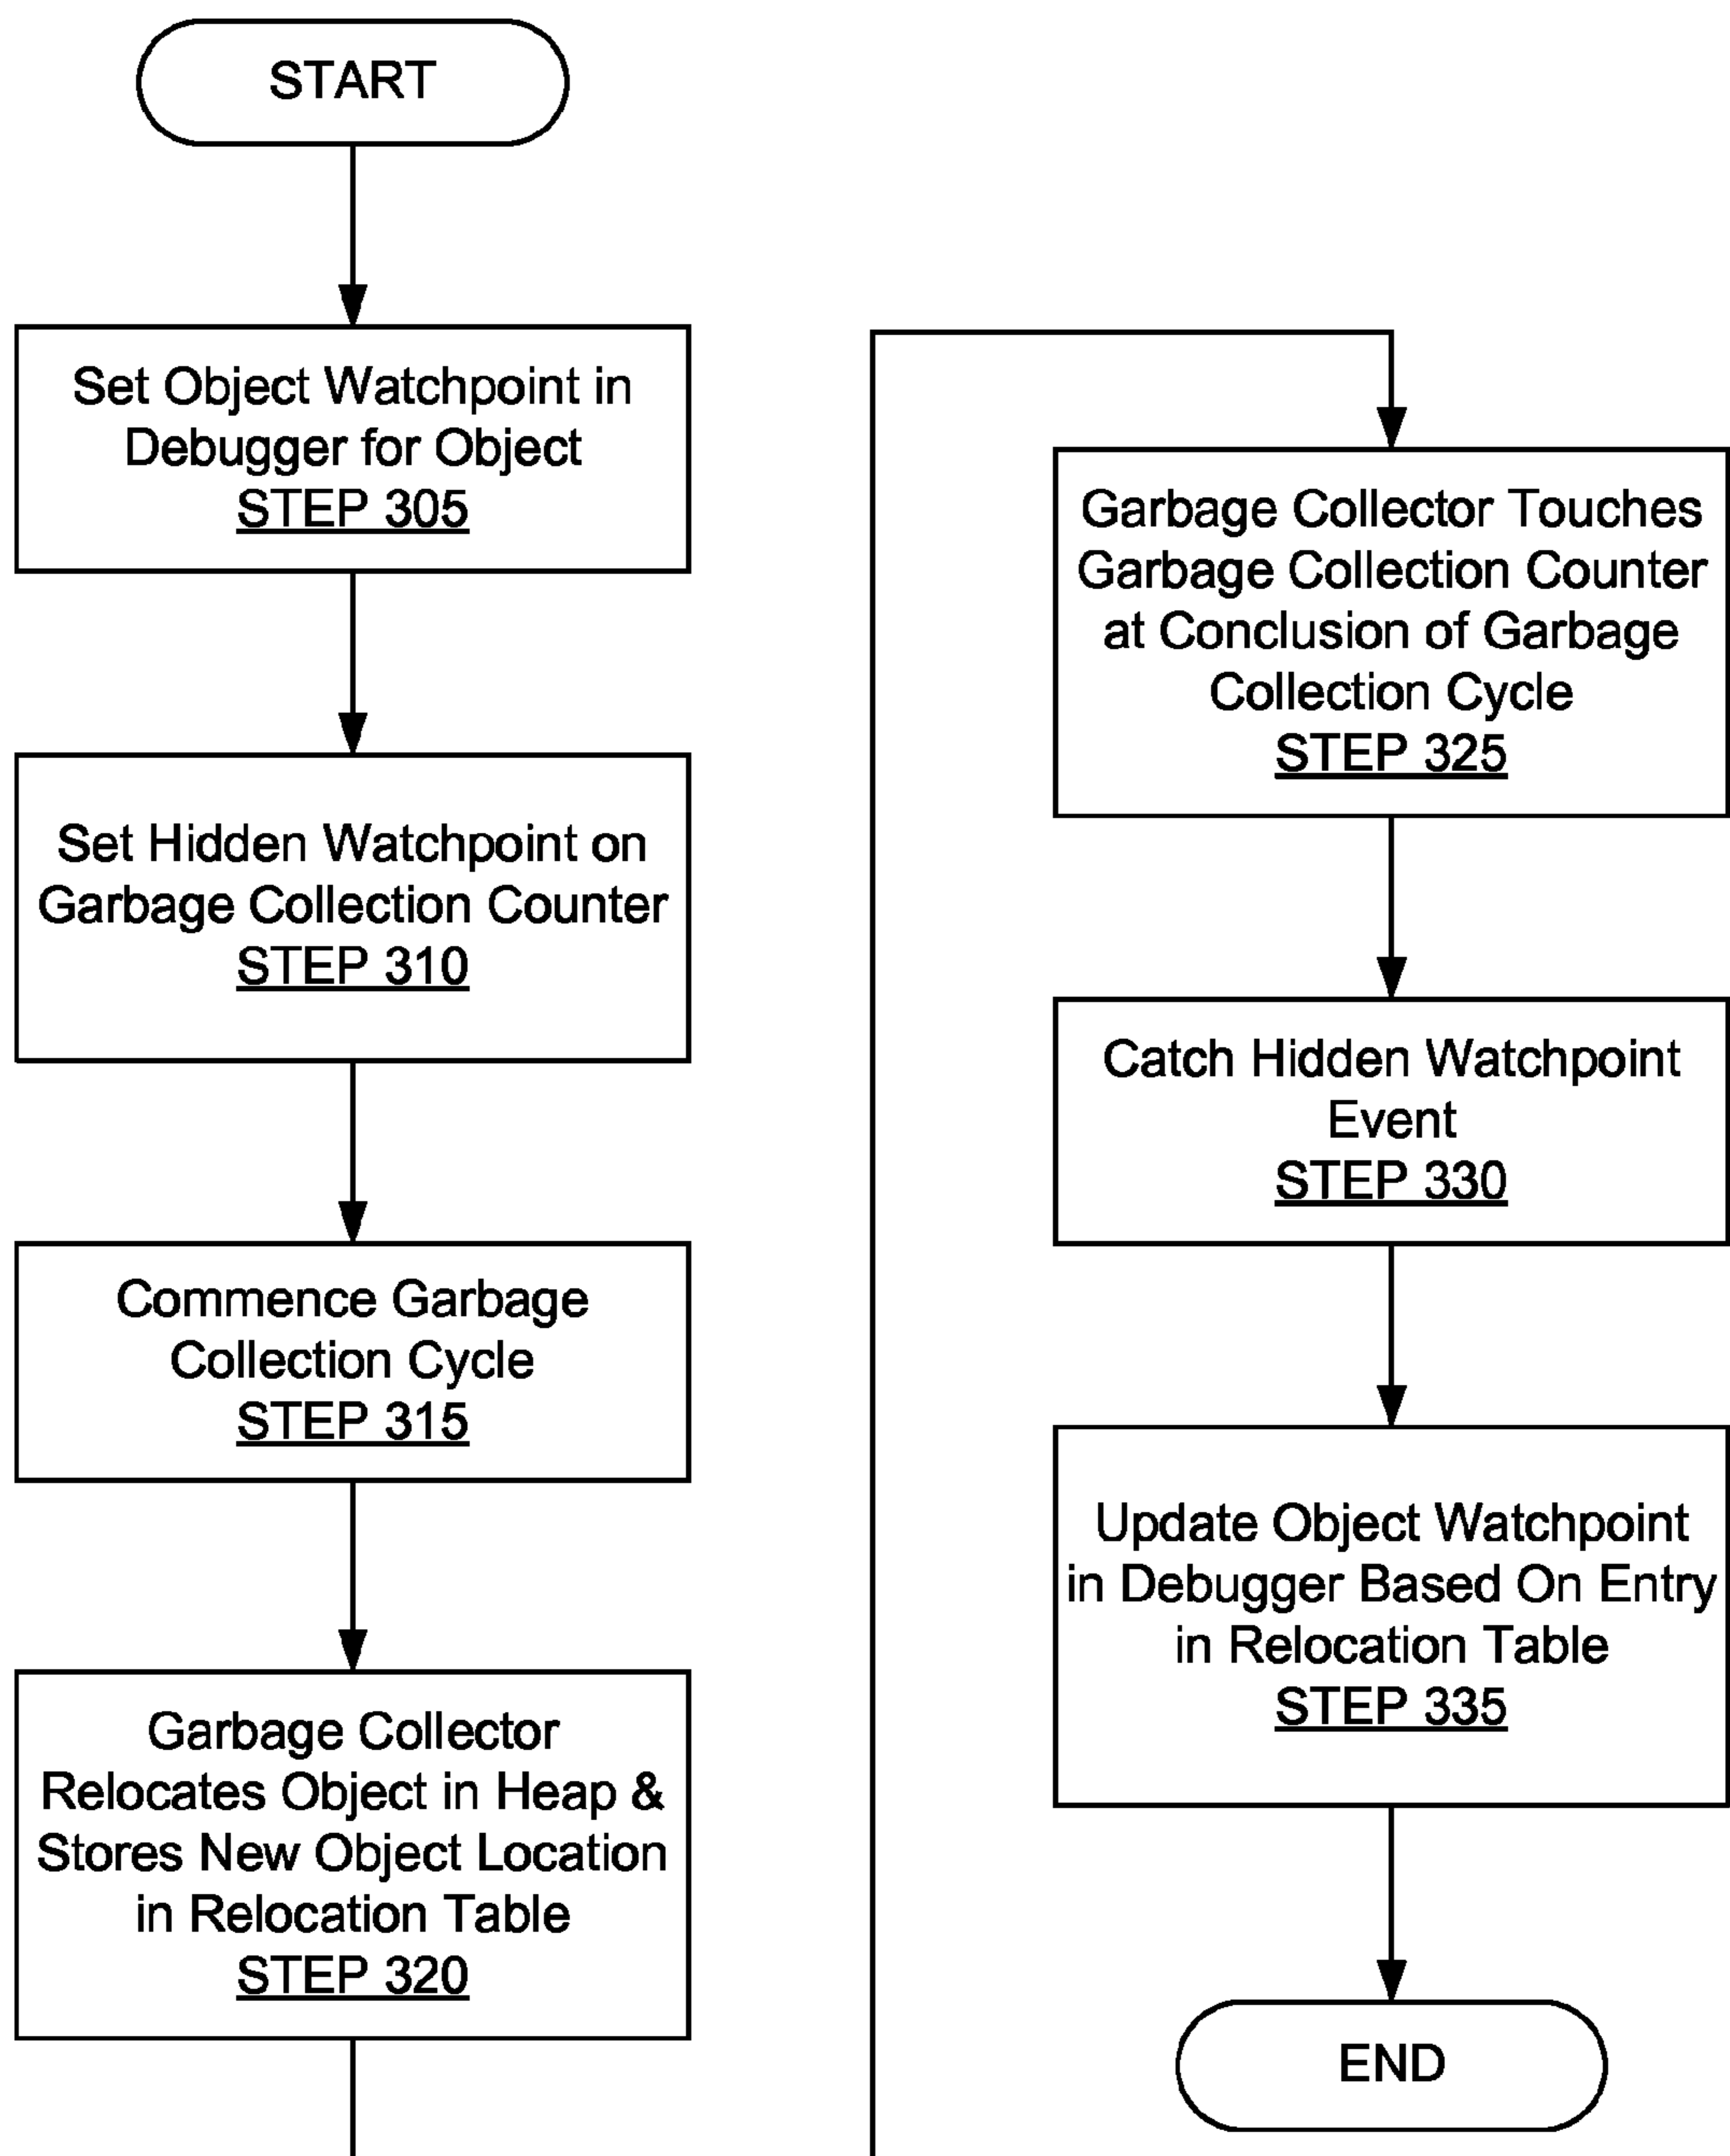 START
Set Object Watchpoint in
Debugger for Object
STEP 305
Set Hidden Watchpoint on
Garbage Collection Counter
STEP 310
Commence Garbage
Collection Cycle
STEP 315
Garbage Collector
Relocates Object in Heap &
Stores New Object Location
in Relocation Table
STEP 320
Garbage Collector Touches
Garbage Collection Counter
at Conclusion of Garbage
Collection Cycle
STEP 325
Catch Hidden Watchpoint
Event
STEP 330
Update Object Watchpoint
in Debugger Based On Entry
in Relocation Table
STEP 335
END